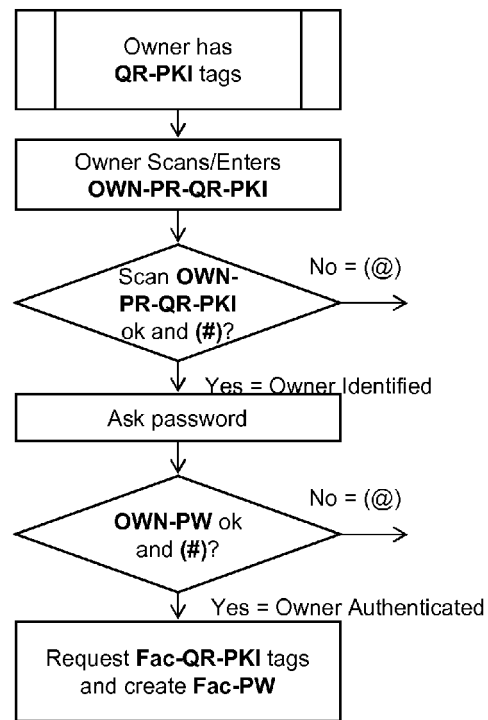 Owner has
QR-PKI tags
Owner Scans/Enters
OWN-PR-QR-PKI
Scan OWN-
PR-QR-PKI
ok and (#)?
No = (@)
Yes = Owner Identified
Ask password
OWN-PW ok
and (#)?
No = (@)
Yes = Owner Authenticated
Request Fac-QR-PKI tags
and create Fac-PW